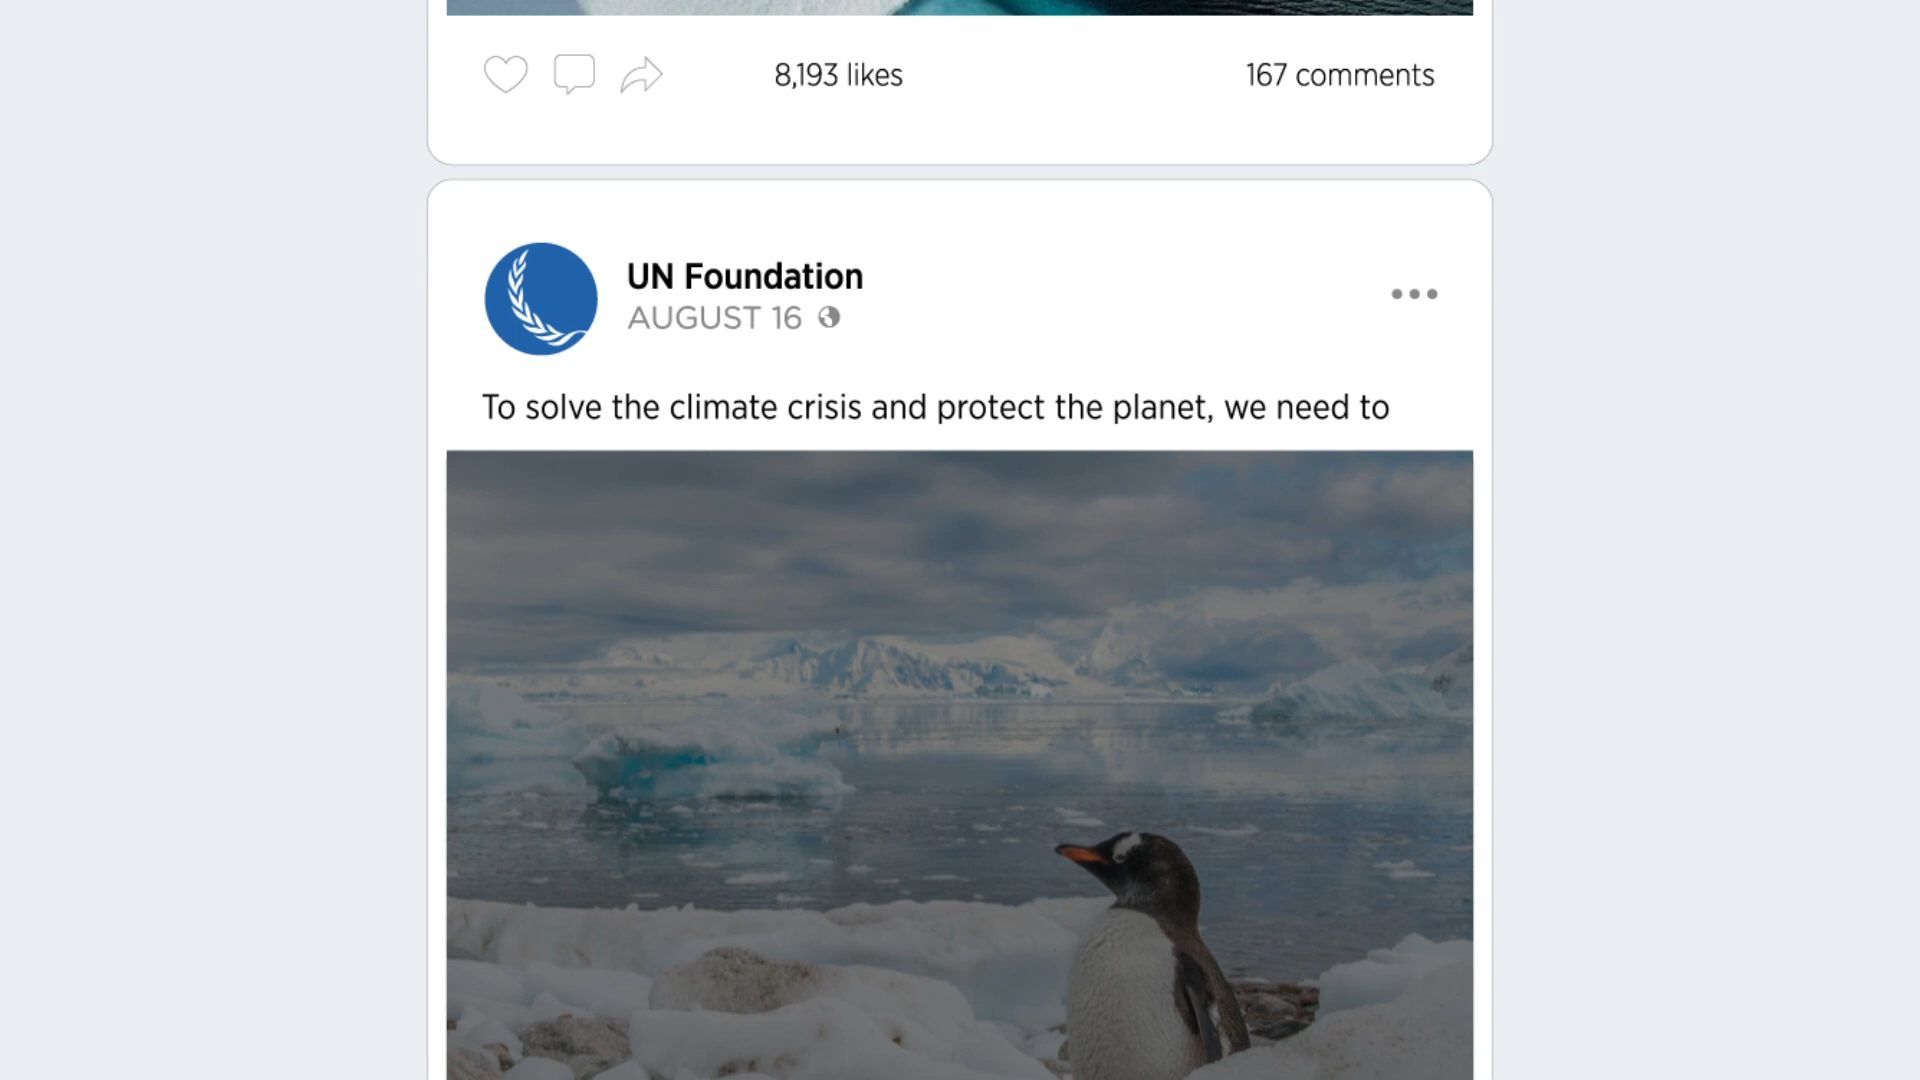 8,193 likes
167 comments
UN Foundation
AUGUST 16
To solve the climate crisis and protect the planet, we need to